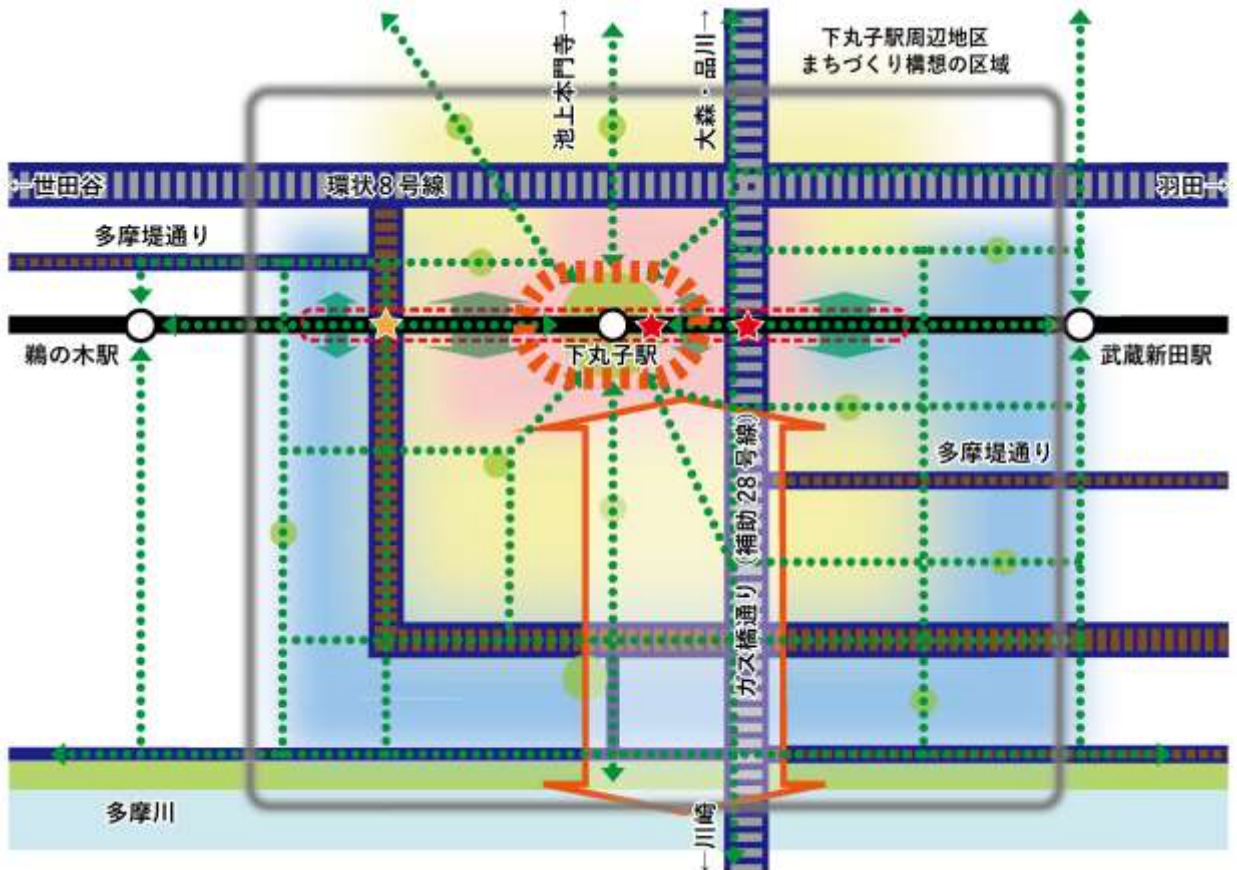 下丸子駅周辺地区
まちづくり構想の区域
池上本門寺→
大森・品川→
←世田谷
環状8号線
羽田→
多摩堤通り
鵜の木駅
下丸子駅
武蔵新田駅
ガス橋通り(補助28号線)
多摩堤通り
多摩川
←川崎